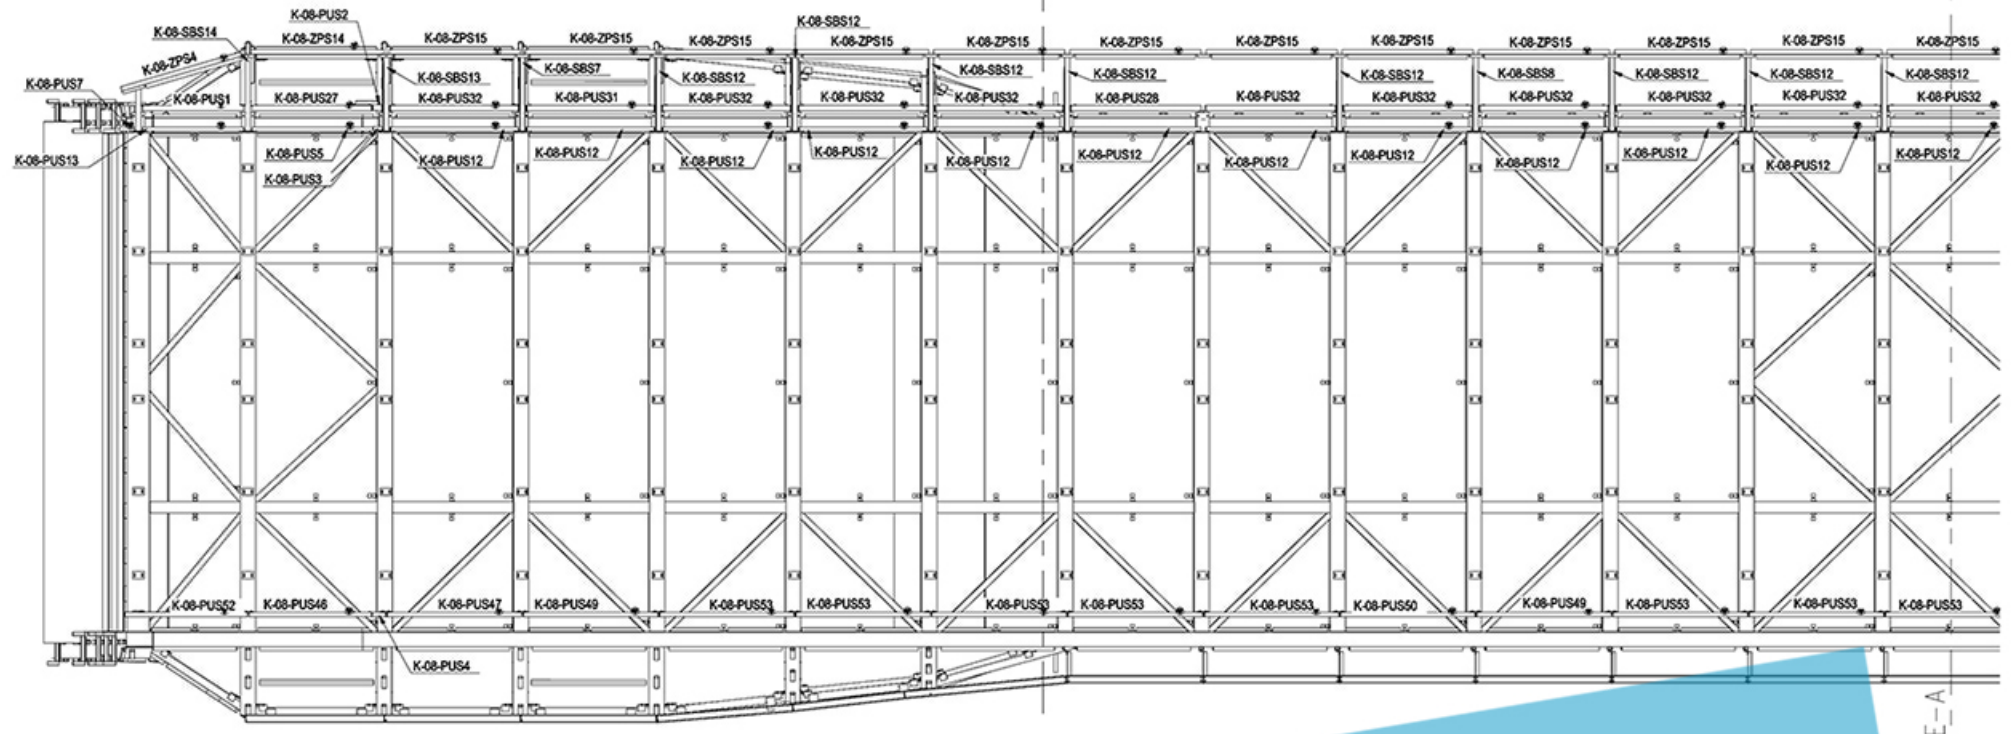 K-08-PUS2
K-08-SBS14
K-08-SBS12
K-08-ZPS14
K-08-ZPS15
K-08-ZPS15
K-08-ZPS15
K-08-ZPS15
K-08-ZPS15
K-08-ZPS15
K-08-ZPS15
K-08-ZPS15
K-08-ZPS15
K-08-ZPS15
K-08-ZPS15
K-08-ZPS15
K-08-ZPS4
K-08-SBS13
K-08-SBS7
K-08-SBS12
K-08-SBS12
K-08-SBS12
K-08-SBS12
K-08-SBS8
K-08-SBS12
K-08-SBS12
K-08-SBS12
K-08-PUS7
K-08-PUS1
K-08-PUS27
K-08-PUS32
K-08-PUS31
K-08-PUS32
K-08-PUS32
K-08-PUS32
K-08-PUS28
K-08-PUS32
K-08-PUS32
K-08-PUS32
K-08-PUS32
K-08-PUS32
K-08-PUS32
K-08-PUS13
K-08-PUS5
K-08-PUS12
K-08-PUS12
K-08-PUS12
K-08-PUS12
K-08-PUS12
K-08-PUS12
K-08-PUS12
K-08-PUS12
K-08-PUS12
K-08-PUS12
K-08-PUS12
K-08-PUS12
K-08-PUS3
K-08-PUS52
K-08-PUS46
K-08-PUS47
K-08-PUS49
K-08-PUS53
K-08-PUS53
K-08-PUS53
K-08-PUS53
K-08-PUS53
K-08-PUS50
K-08-PUS49
K-08-PUS53
K-08-PUS53
K-08-PUS53
K-08-PUS4
E-A